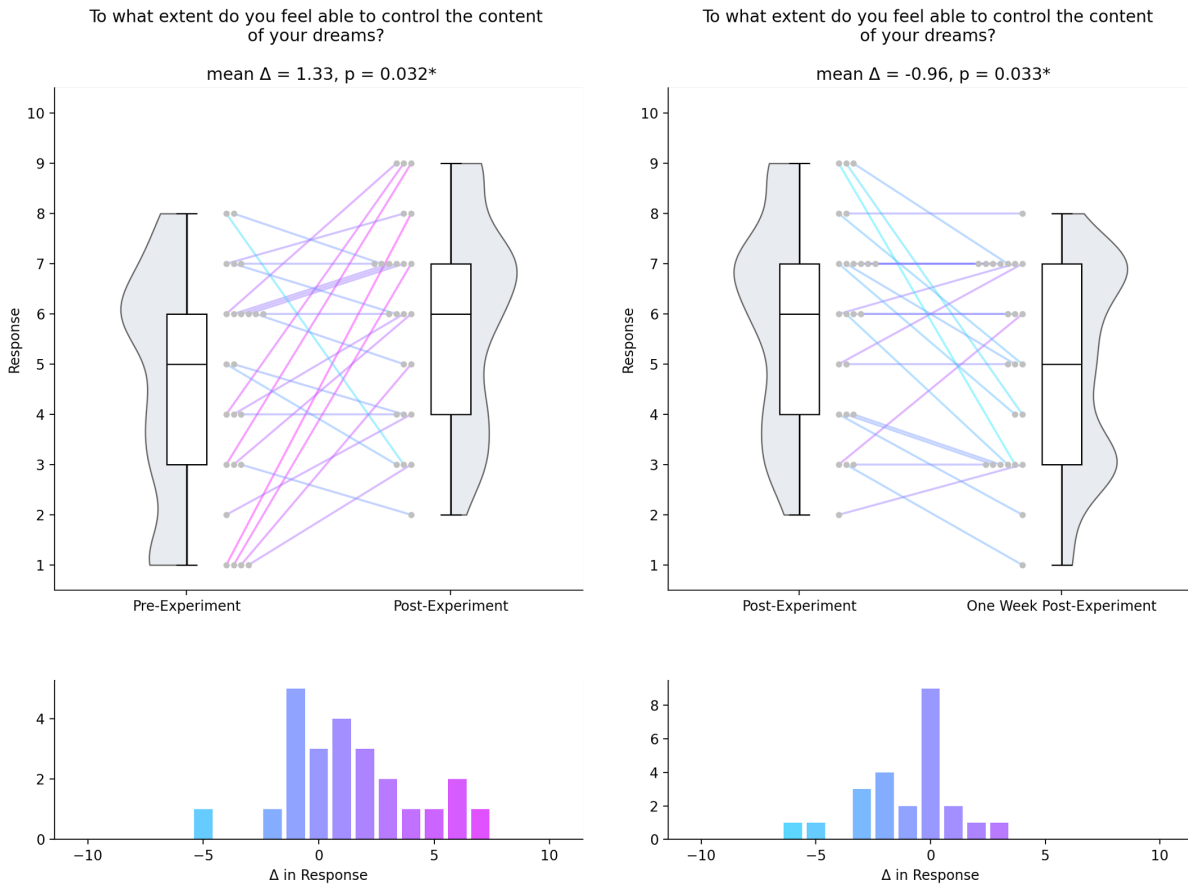 To what extent do you feel able to control the content
of your dreams?
mean Δ = 1.33, p = 0.032*
10
9
8
7
6
5
4
3
2
1
Response
Pre-Experiment
Post-Experiment
To what extent do you feel able to control the content
of your dreams?
mean Δ = -0.96, p = 0.033*
10
9
8
7
6
5
4
3
2
1
Response
Post-Experiment
One Week Post-Experiment
4
2
0
−10
−5
0
5
10
Δ in Response
8
6
4
2
0
−10
−5
0
5
10
Δ in Response